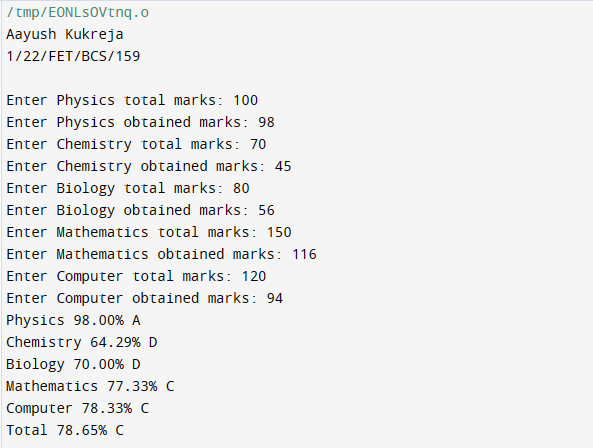 /tmp/EONLsOVtnq.o
Aayush Kukreja
1/22/FET/BCS/159
Enter Physics total marks: 100
Enter Physics obtained marks: 98
Enter Chemistry total marks: 70
Enter Chemistry obtained marks: 45
Enter Biology total marks: 80
Enter Biology obtained marks: 56
Enter Mathematics total marks: 150
Enter Mathematics obtained marks: 116
Enter Computer total marks: 120
Enter Computer obtained marks: 94
Physics 98.00% A
Chemistry 64.29% D
Biology 70.00% D
Mathematics 77.33% C
Computer 78.33% C
Total 78.65% C